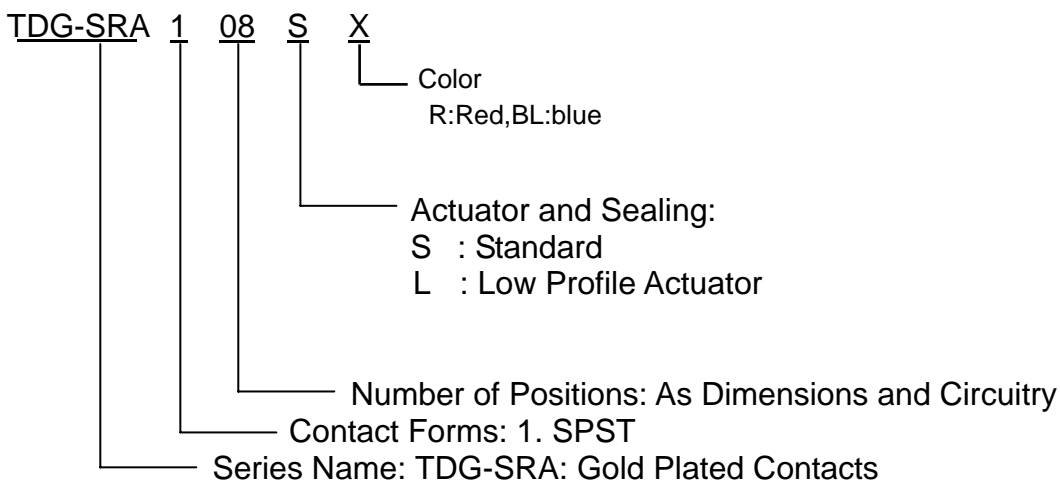 TDG-SRA 1 08 S X
Color
R:Red,BL:blue
Actuator and Sealing:
S : Standard
L : Low Profile Actuator
Number of Positions: As Dimensions and Circuitry
Contact Forms: 1. SPST
Series Name: TDG-SRA: Gold Plated Contacts